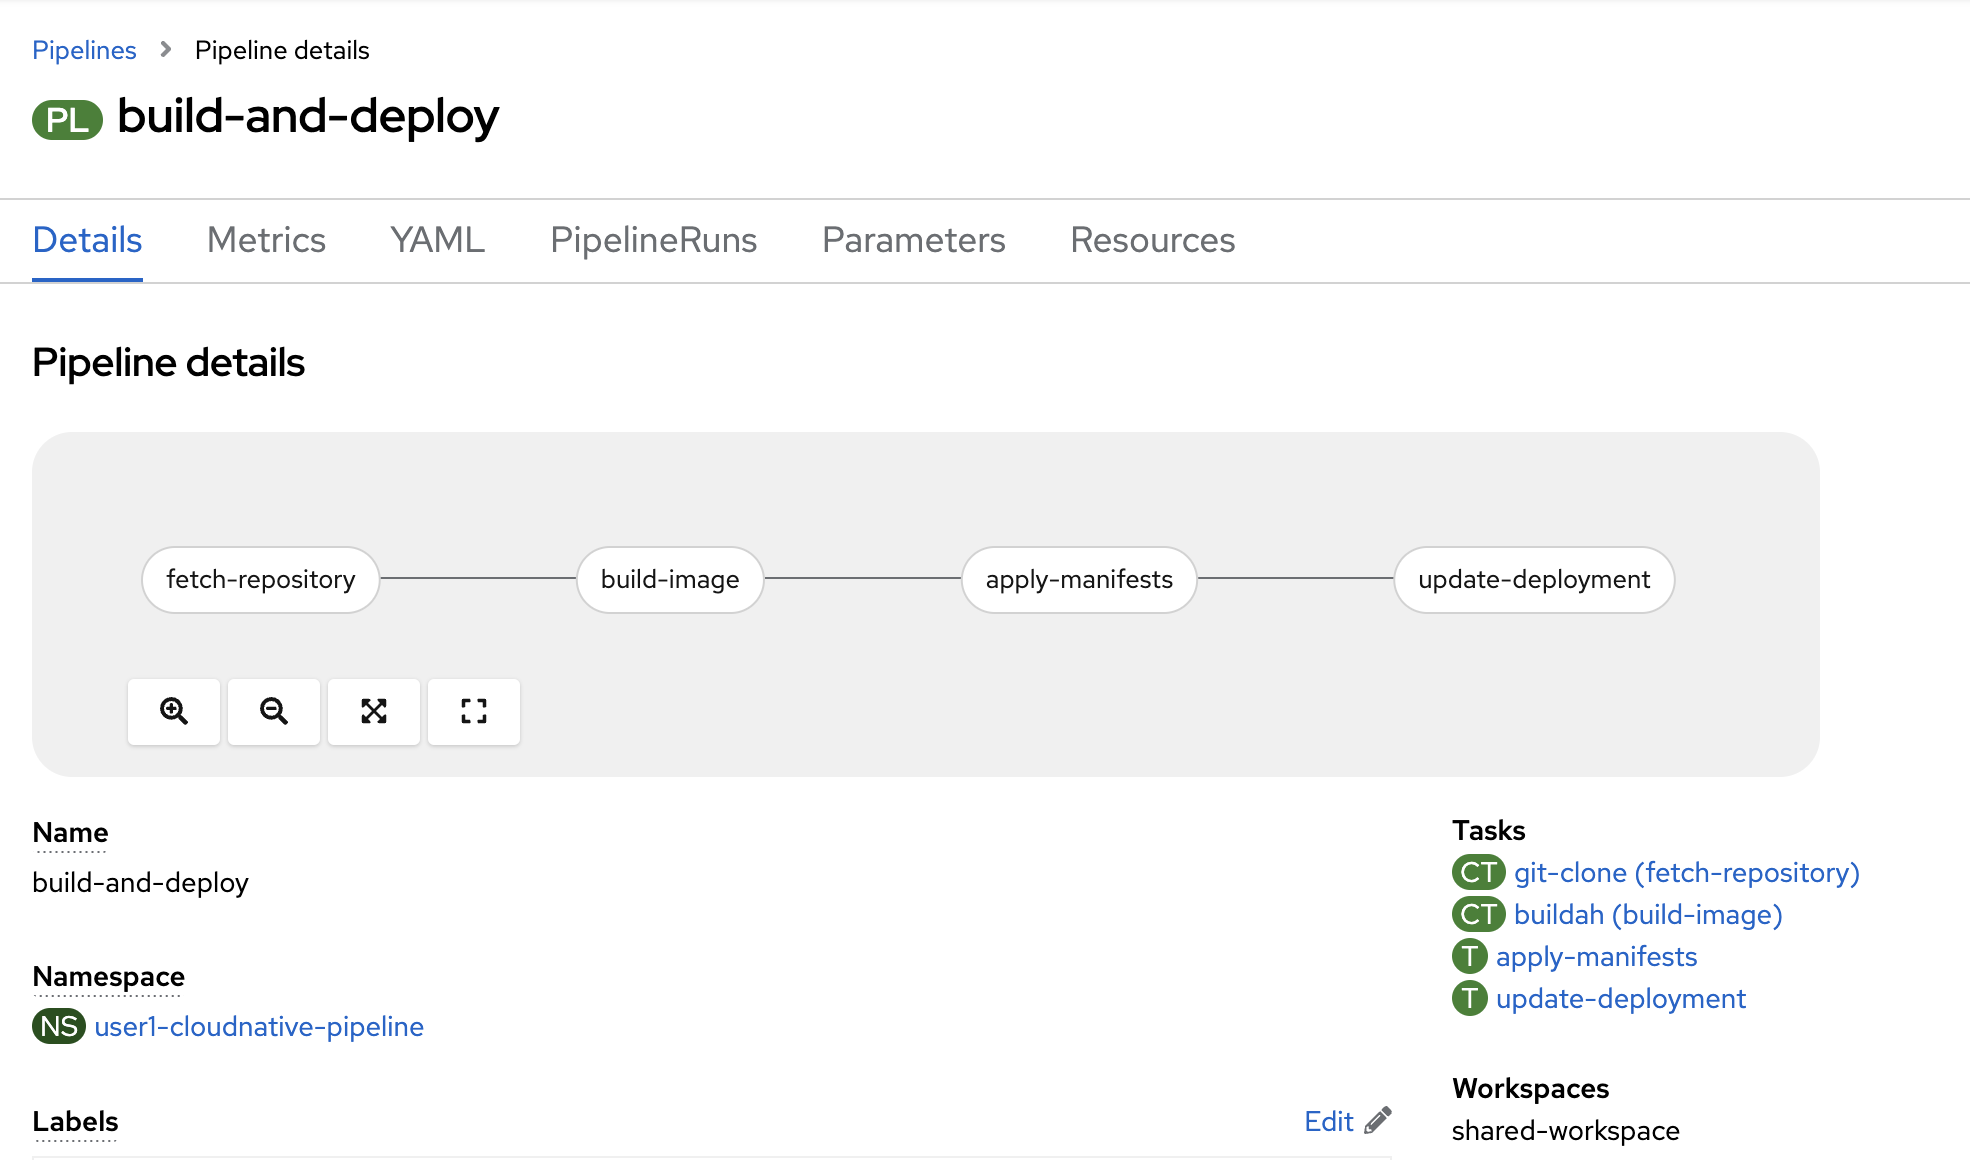 Pipelines > Pipeline details
PL build-and-deploy
Details Metrics YAML PipelineRuns Parameters Resources
Pipeline details
fetch-repository build-image apply-manifests update-deployment
Name
build-and-deploy
Namespace
NS user1-cloudnative-pipeline
Labels Edit
Tasks
CT git-clone (fetch-repository)
CT buildah (build-image)
T apply-manifests
T update-deployment
Workspaces
shared-workspace